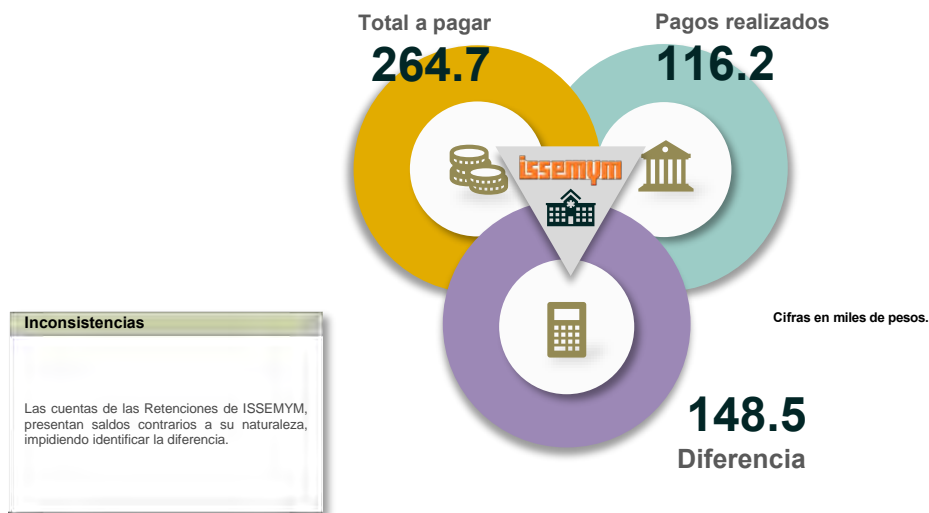 Total a pagar
264.7
Pagos realizados
116.2
issemym
Inconsistencias
Las cuentas de las Retenciones de ISSEMYM,
presentan saldos contrarios a su naturaleza,
impidiendo identificar la diferencia.
Cifras en miles de pesos.
148.5
Diferencia